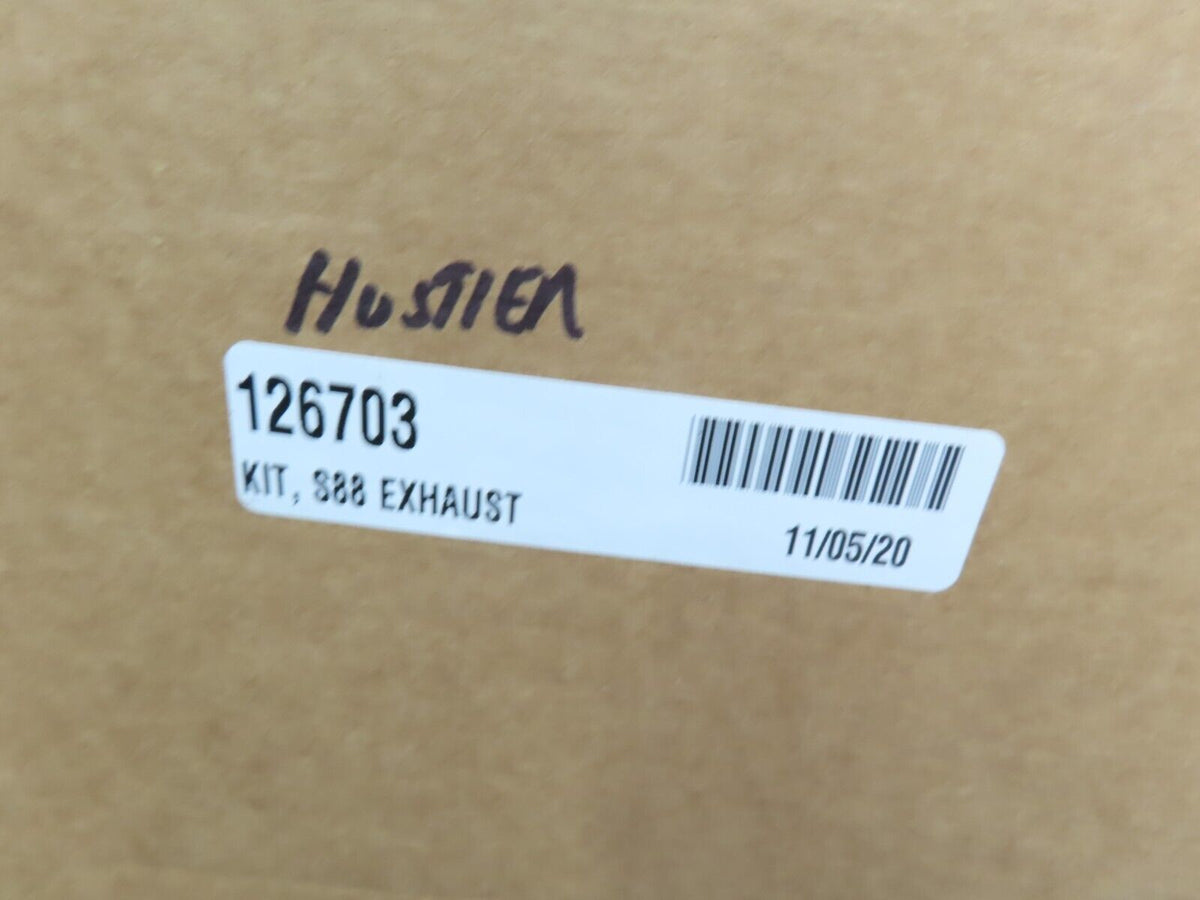 HUSTlER
126703
KIT, S88 EXHAUST
11/05/20